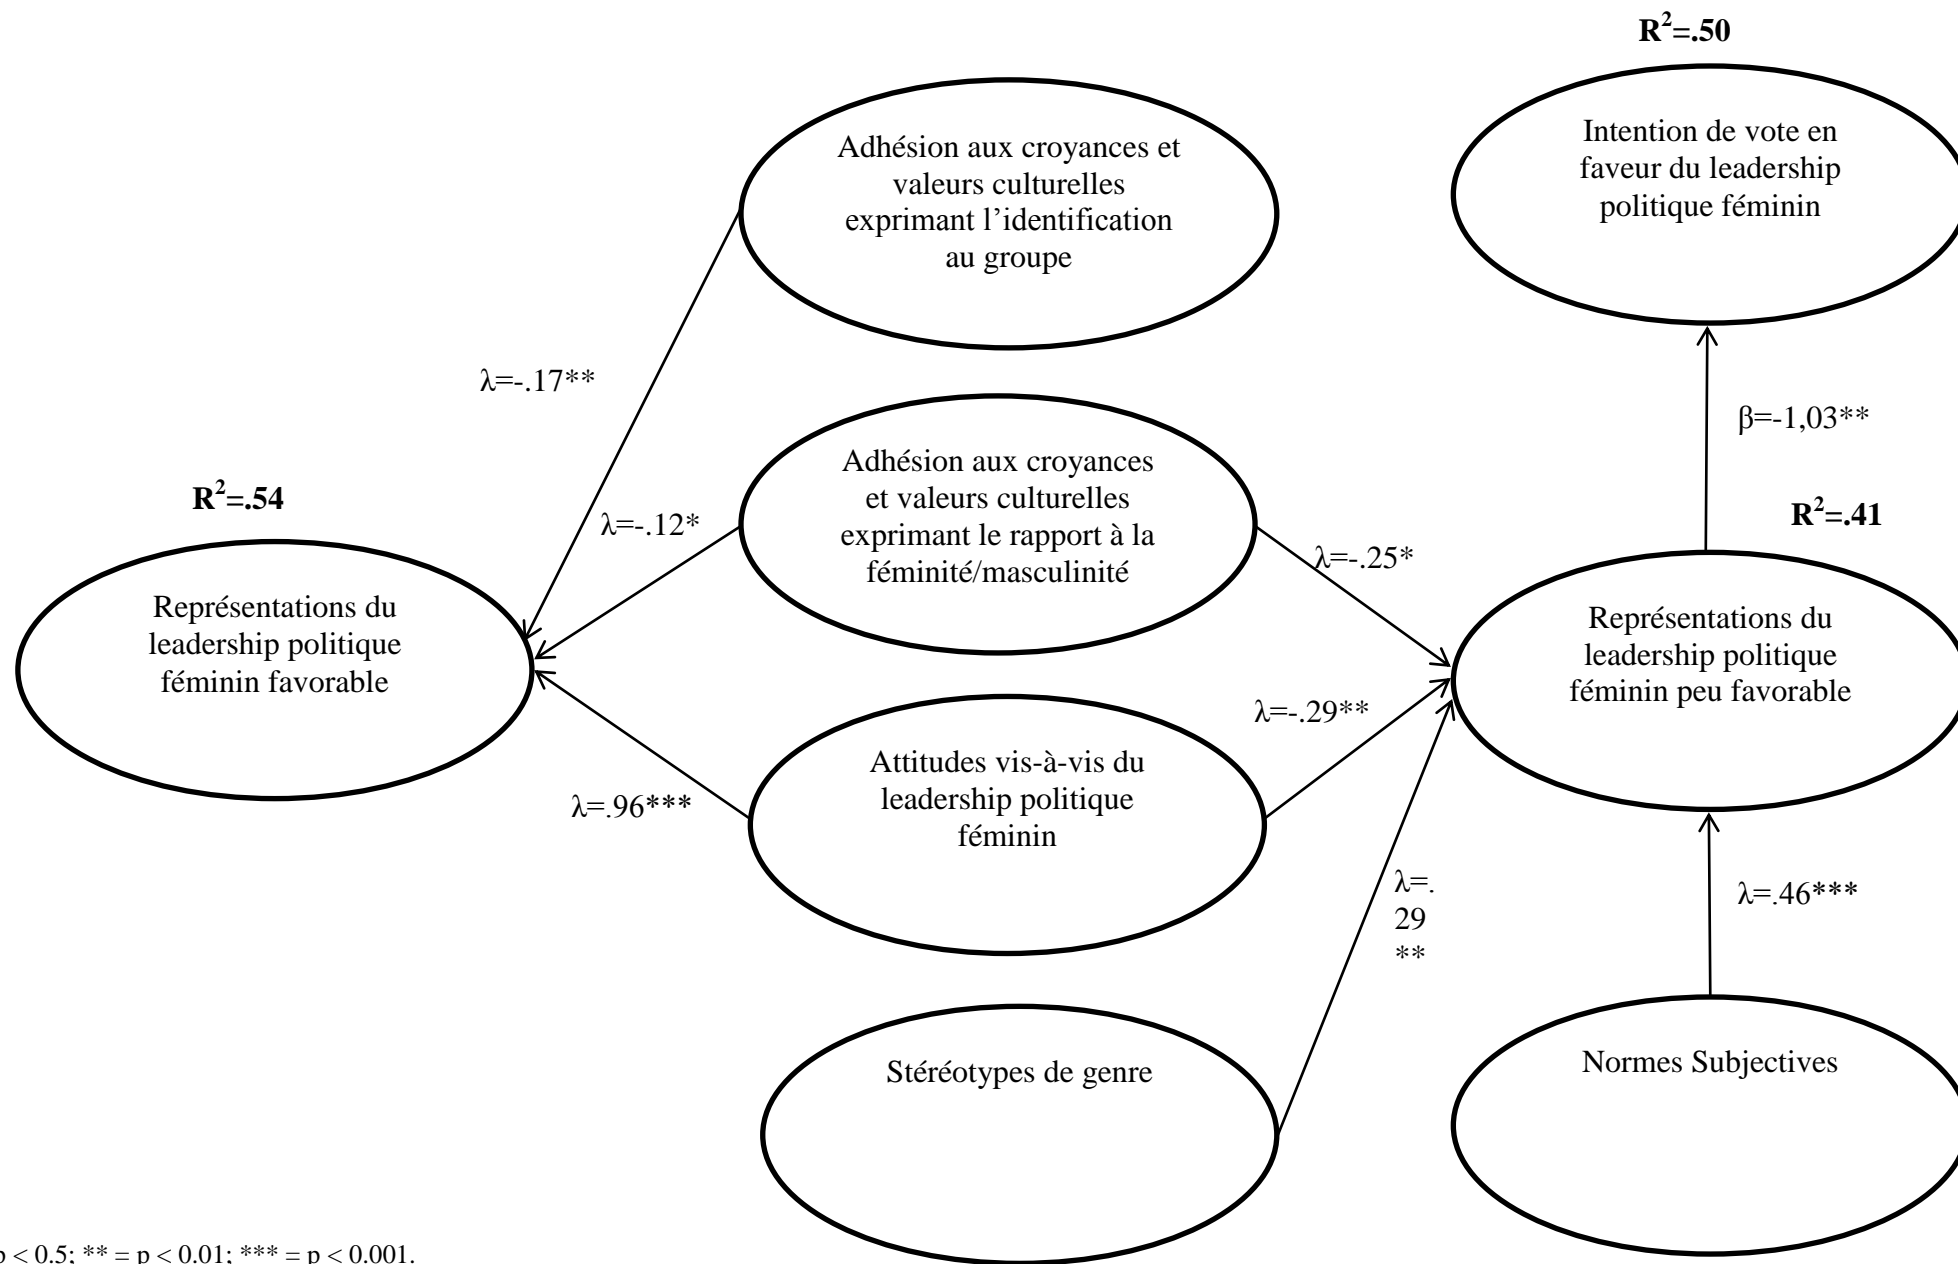 R²=.50
Adhésion aux croyances et
valeurs culturelles
exprimant l’identification
au groupe
Intention de vote en
faveur du leadership
politique féminin
λ=-.17**
β=-1,03**
R²=.54
λ=-.12*
Adhésion aux croyances
et valeurs culturelles
exprimant le rapport à la
féminité/masculinité
λ=-.25*
R²=.41
Représentations du
leadership politique
féminin favorable
Représentations du
leadership politique
féminin peu favorable
λ=.96***
Attitudes vis-à-vis du
leadership politique
féminin
λ=-.29**
λ=.
29
**
λ=.46***
Stéréotypes de genre
Normes Subjectives
p < 0.5; ** = p < 0.01; *** = p < 0.001.